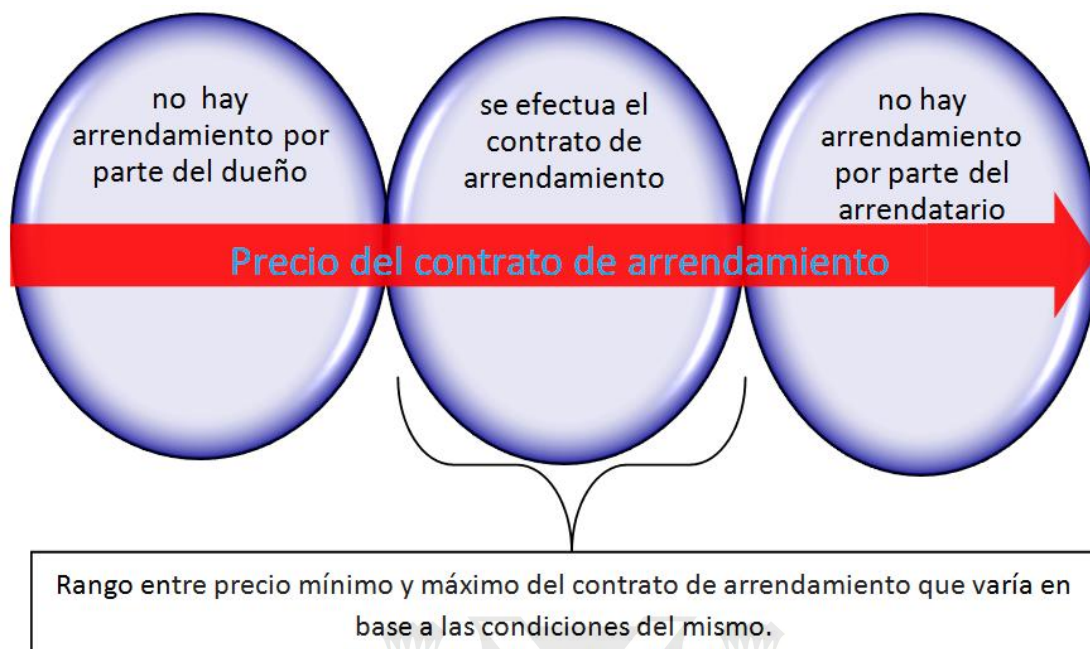 no hay
arrendamiento por
parte del dueño
se efectua el
contrato de
arrendamiento
no hay
arrendamiento
por parte del
arrendatario
Precio del contrato de arrendamiento
Rango entre precio mínimo y máximo del contrato de arrendamiento que varía en
base a las condiciones del mismo.